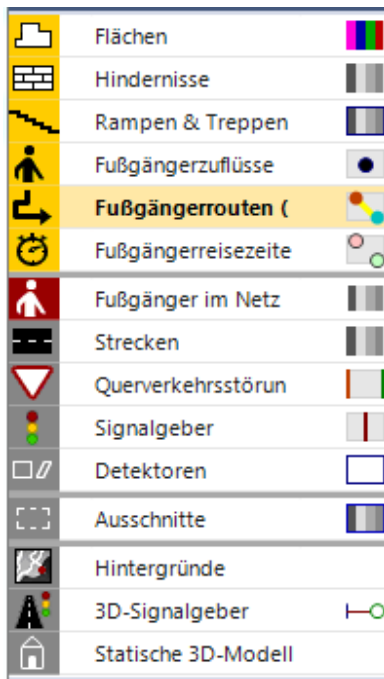 Flächen
Hindernisse
Rampen & Treppen
Fußgängerzuflüsse
Fußgängerrouten (
Fußgängerreisezeite
Fußgänger im Netz
Strecken
Querverkehrsstörun
Signalgeber
Detektoren
Ausschnitte
Hintergründe
3D-Signalgeber
Statische 3D-Modell